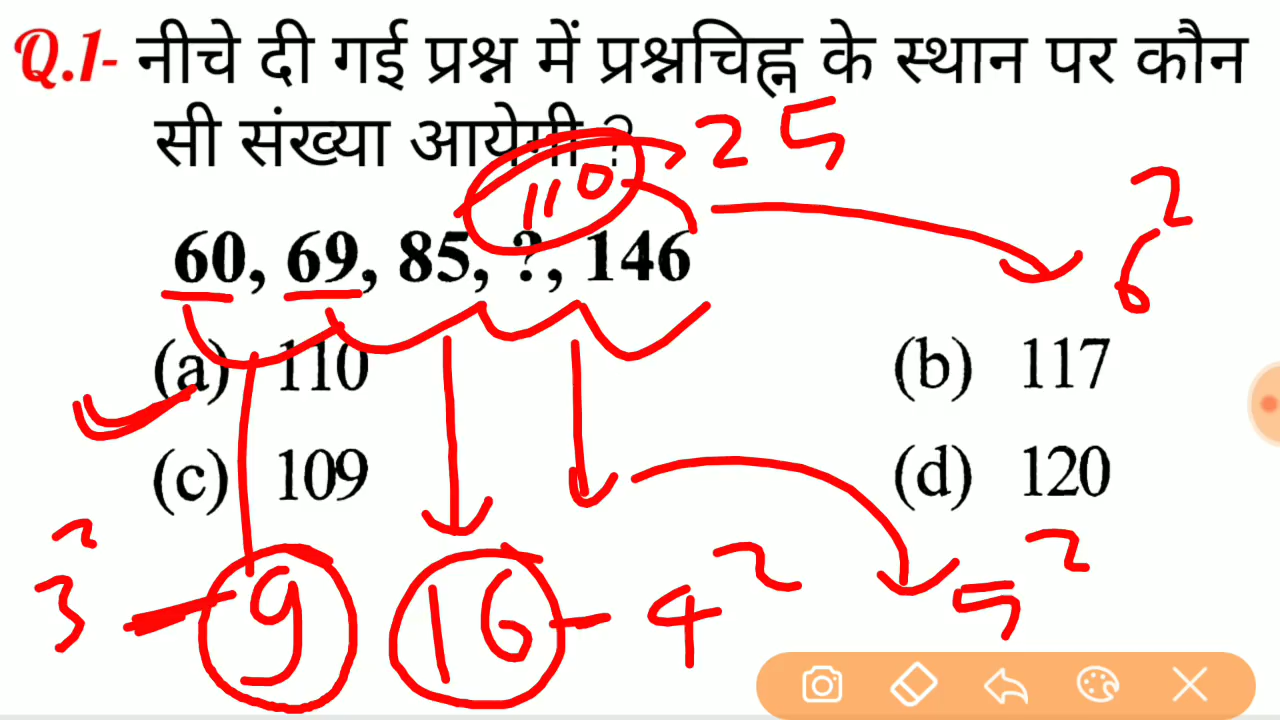 Q.1- नीचे दी गई प्रश्न में प्रश्नचिह्न के स्थान पर कौन
सी संख्या आयेगी ?
110
25
6²
60, 69, 85, ?, 146
(a) 110
(b) 117
(c) 109
(d) 120
3² - 9
16 - 4²
5²